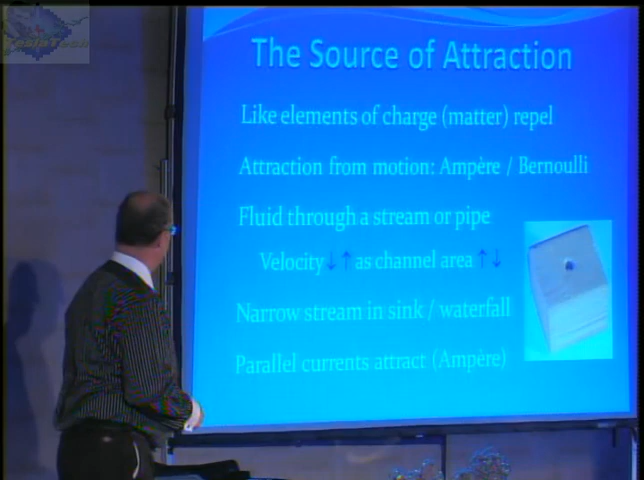 TeslaTech
The Source of Attraction
Like elements of charge (matter) repel
Attraction from motion: Ampère / Bernoulli
Fluid through a stream or pipe
Velocity ↓ ↑ as channel area ↑ ↓
Narrow stream in sink / waterfall
Parallel currents attract (Ampère)